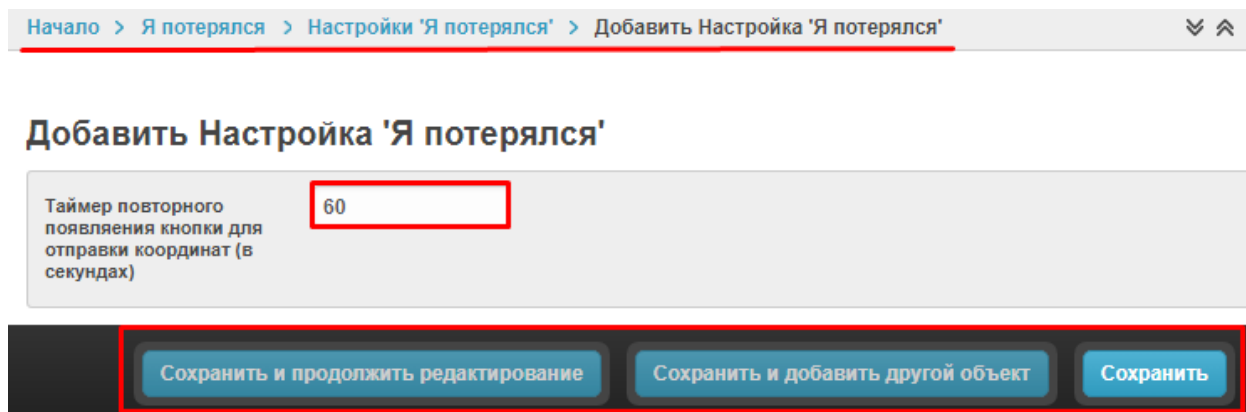 Начало > Я потерялся > Настройки 'Я потерялся' > Добавить Настройка 'Я потерялся'
Добавить Настройка 'Я потерялся'
Таймер повторного
появляения кнопки для
отправки координат (в
секундах)
60
Сохранить и продолжить редактирование
Сохранить и добавить другой объект
Сохранить